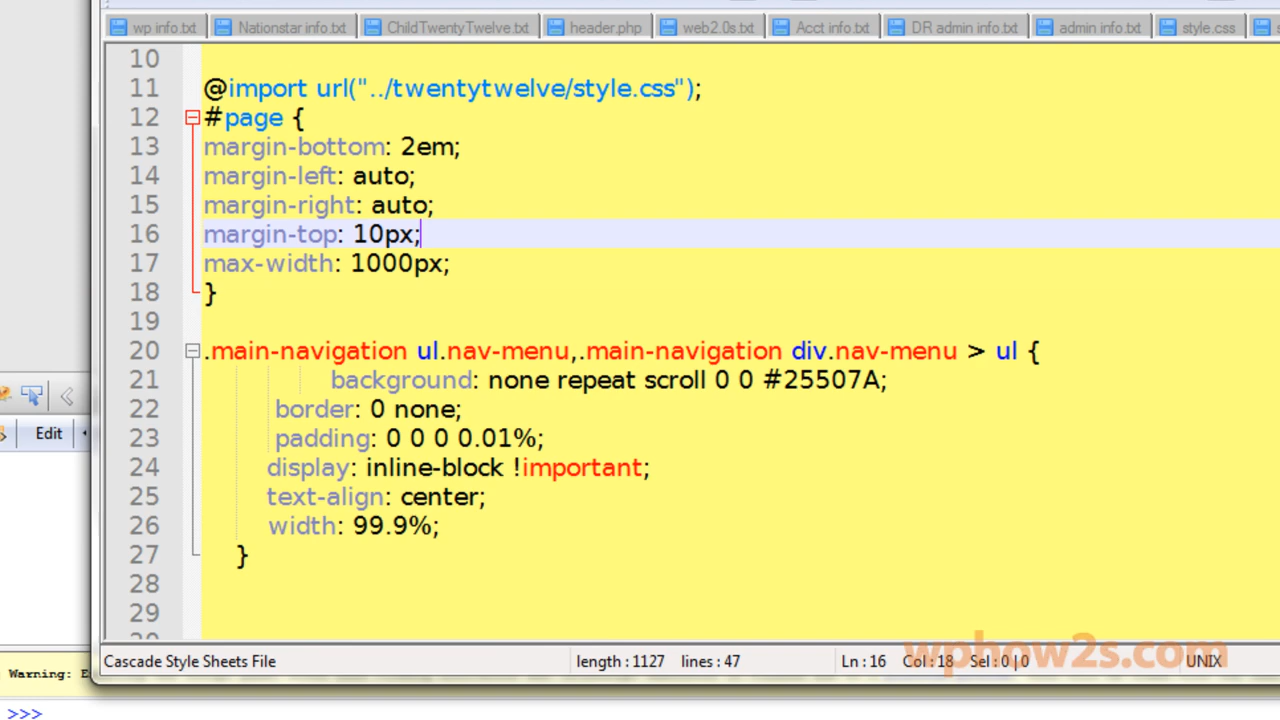 wp info.txt Nationstar info.txt ChildTwentyTwelve.txt header.php web2.0s.txt Acct info.txt DR admin info.txt admin info.txt style.css
10
11 @import url("../twentytwelve/style.css");
12 #page {
13 margin-bottom: 2em;
14 margin-left: auto;
15 margin-right: auto;
16 margin-top: 10px;
17 max-width: 1000px;
18 }
19
20 .main-navigation ul.nav-menu,.main-navigation div.nav-menu > ul {
21 background: none repeat scroll 0 0 #25507A;
22 border: 0 none;
23 padding: 0 0 0 0.01%;
24 display: inline-block !important;
25 text-align: center;
26 width: 99.9%;
27 }
28
29
Edit
wphow2s.com
Cascade Style Sheets File length : 1127 lines : 47 Ln : 16 Col : 18 Sel : 0 | 0 UNIX
Warning:
>>>